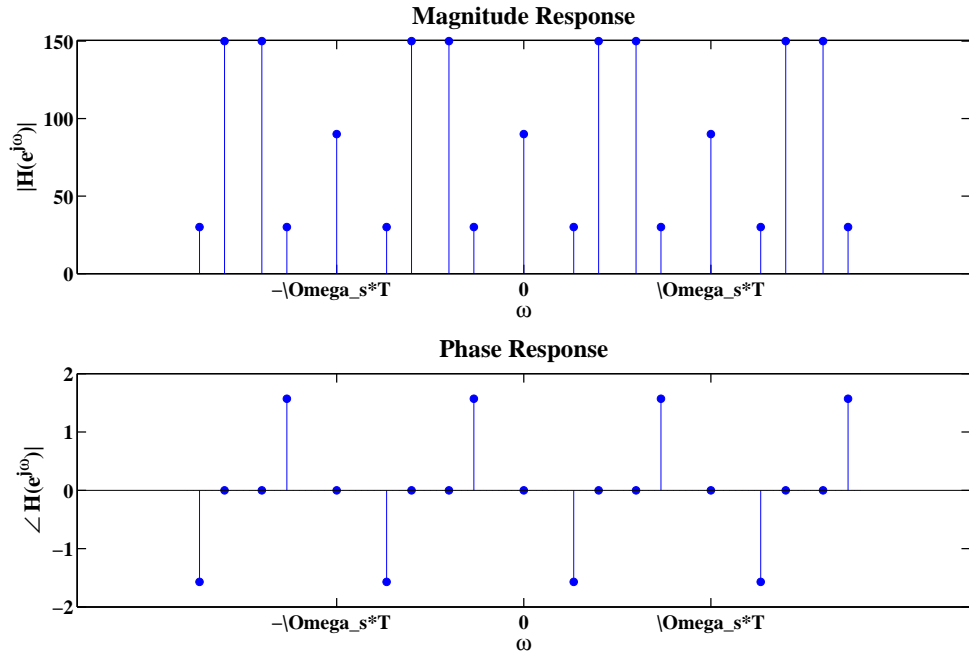 Magnitude Response
150
100
50
0
|H(e^{jω})|
−\Omega_s*T 0 \Omega_s*T
ω
Phase Response
2
1
0
−1
−2
∠ H(e^{jω})|
−\Omega_s*T 0 \Omega_s*T
ω